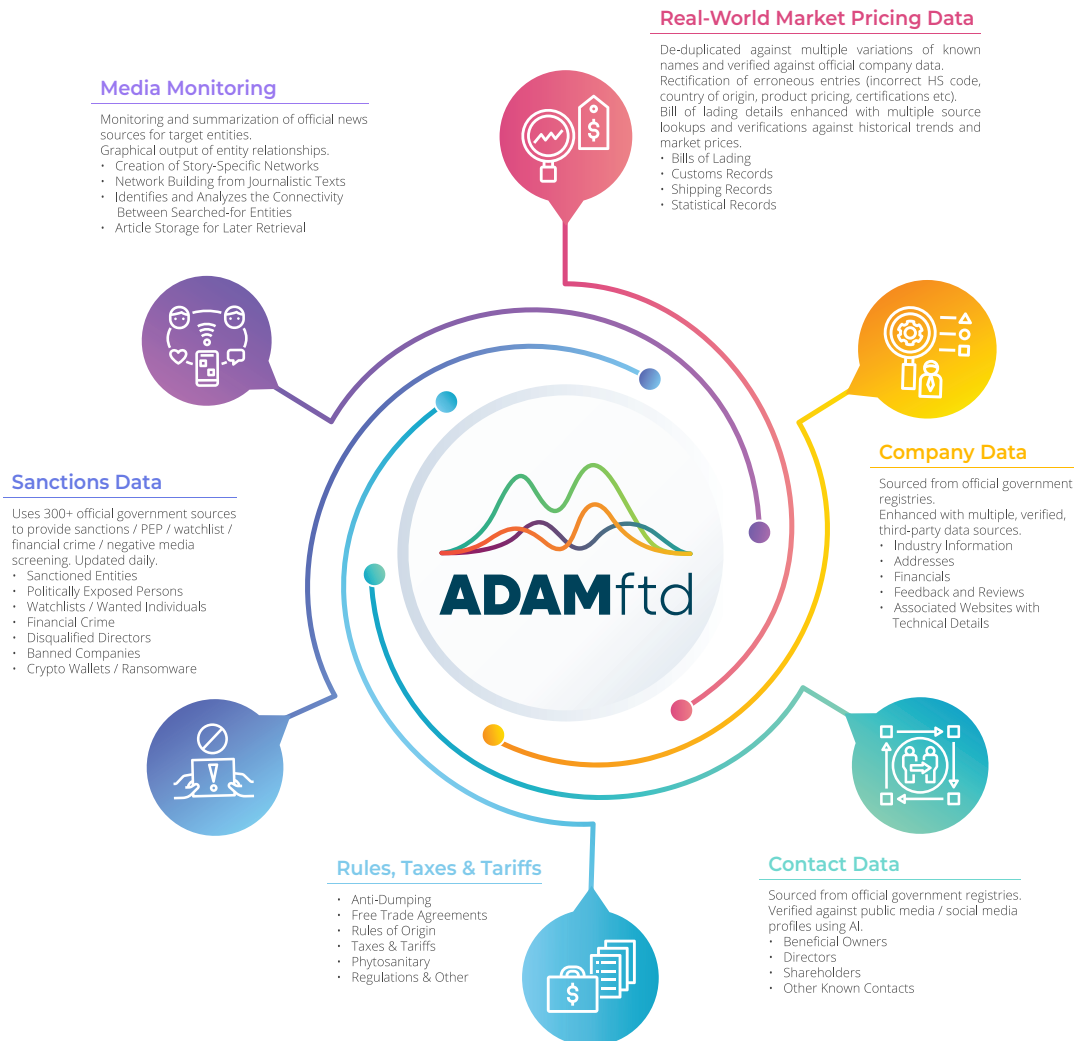 Real-World Market Pricing Data
De-duplicated against multiple variations of known
names and verified against official company data.
Rectification of erroneous entries (incorrect HS code,
country of origin, product pricing, certifications etc).
Bill of lading details enhanced with multiple source
lookups and verifications against historical trends and
market prices.
• Bills of Lading
• Customs Records
• Shipping Records
• Statistical Records
Media Monitoring
Monitoring and summarization of official news
sources for target entities.
Graphical output of entity relationships.
• Creation of Story-Specific Networks
• Network Building from Journalistic Texts
• Identifies and Analyzes the Connectivity
Between Searched-for Entities
• Article Storage for Later Retrieval
$
Company Data
Sourced from official government
registries.
Enhanced with multiple, verified,
third-party data sources.
• Industry Information
• Addresses
• Financials
• Feedback and Reviews
• Associated Websites with
Technical Details
Sanctions Data
Uses 300+ official government sources
to provide sanctions / PEP / watchlist /
financial crime / negative media
screening. Updated daily.
• Sanctioned Entities
• Politically Exposed Persons
• Watchlists / Wanted Individuals
• Financial Crime
• Disqualified Directors
• Banned Companies
• Crypto Wallets / Ransomware
ADAMftd
!
Rules, Taxes & Tariffs
• Anti-Dumping
• Free Trade Agreements
• Rules of Origin
• Taxes & Tariffs
• Phytosanitary
• Regulations & Other
$
Contact Data
Sourced from official government registries.
Verified against public media / social media
profiles using AI.
• Beneficial Owners
• Directors
• Shareholders
• Other Known Contacts